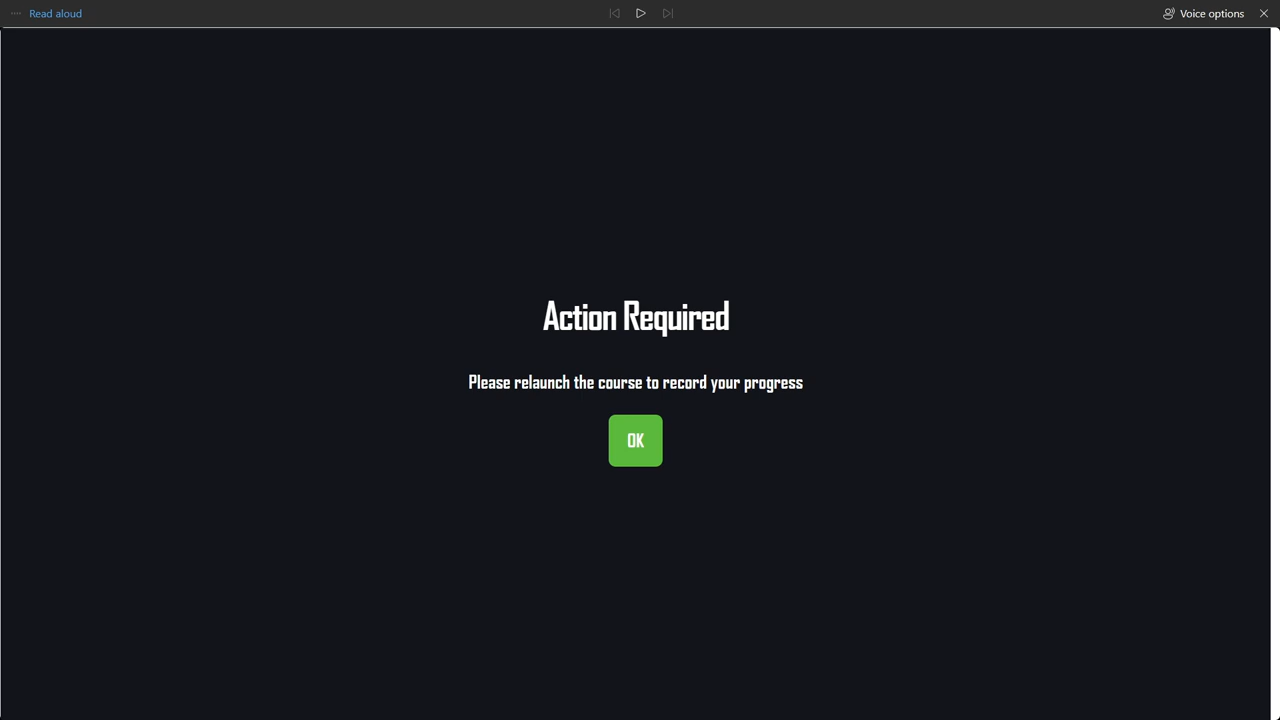 Read aloud
Voice options
Action Required
Please relaunch the course to record your progress
OK